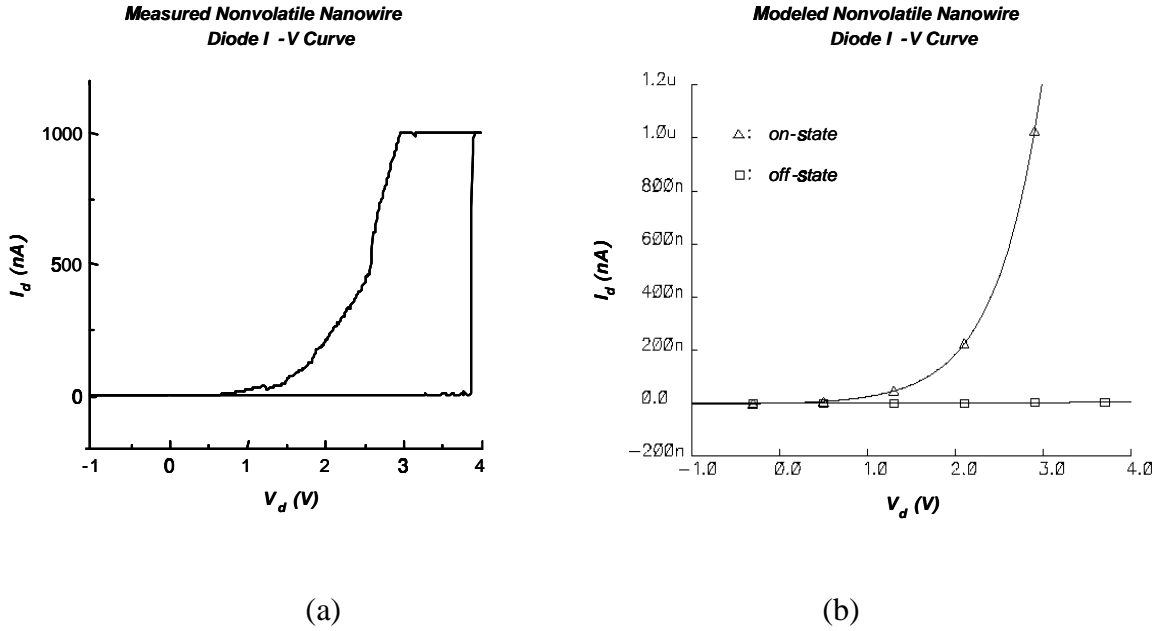 Measured Nonvolatile Nanowire
Diode I -V Curve
1000
500
0
-1 0 1 2 3 4
I_d (nA)
V_d (V)
(a)
Modeled Nonvolatile Nanowire
Diode I -V Curve
1.2u
1.0u
800n
600n
400n
200n
0.0
-200n
-1.0 0.0 1.0 2.0 3.0 4.0
△: on-state
□: off-state
I_d (nA)
V_d (V)
(b)